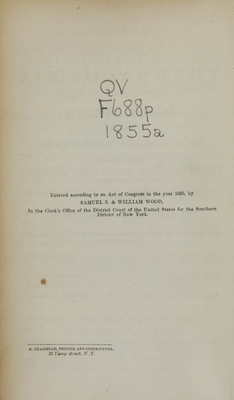 QV
F688p
1855a
Entered according to an Act of Congress in the year 1855, by
SAMUEL S. & WILLIAM WOOD,
In the Clerk's Office of the District Court of the United States for the Southern
District of New York.
R. CRAIGHEAD, PRINTER AND STEREOTYPER,
53 Vesey street, N. Y.